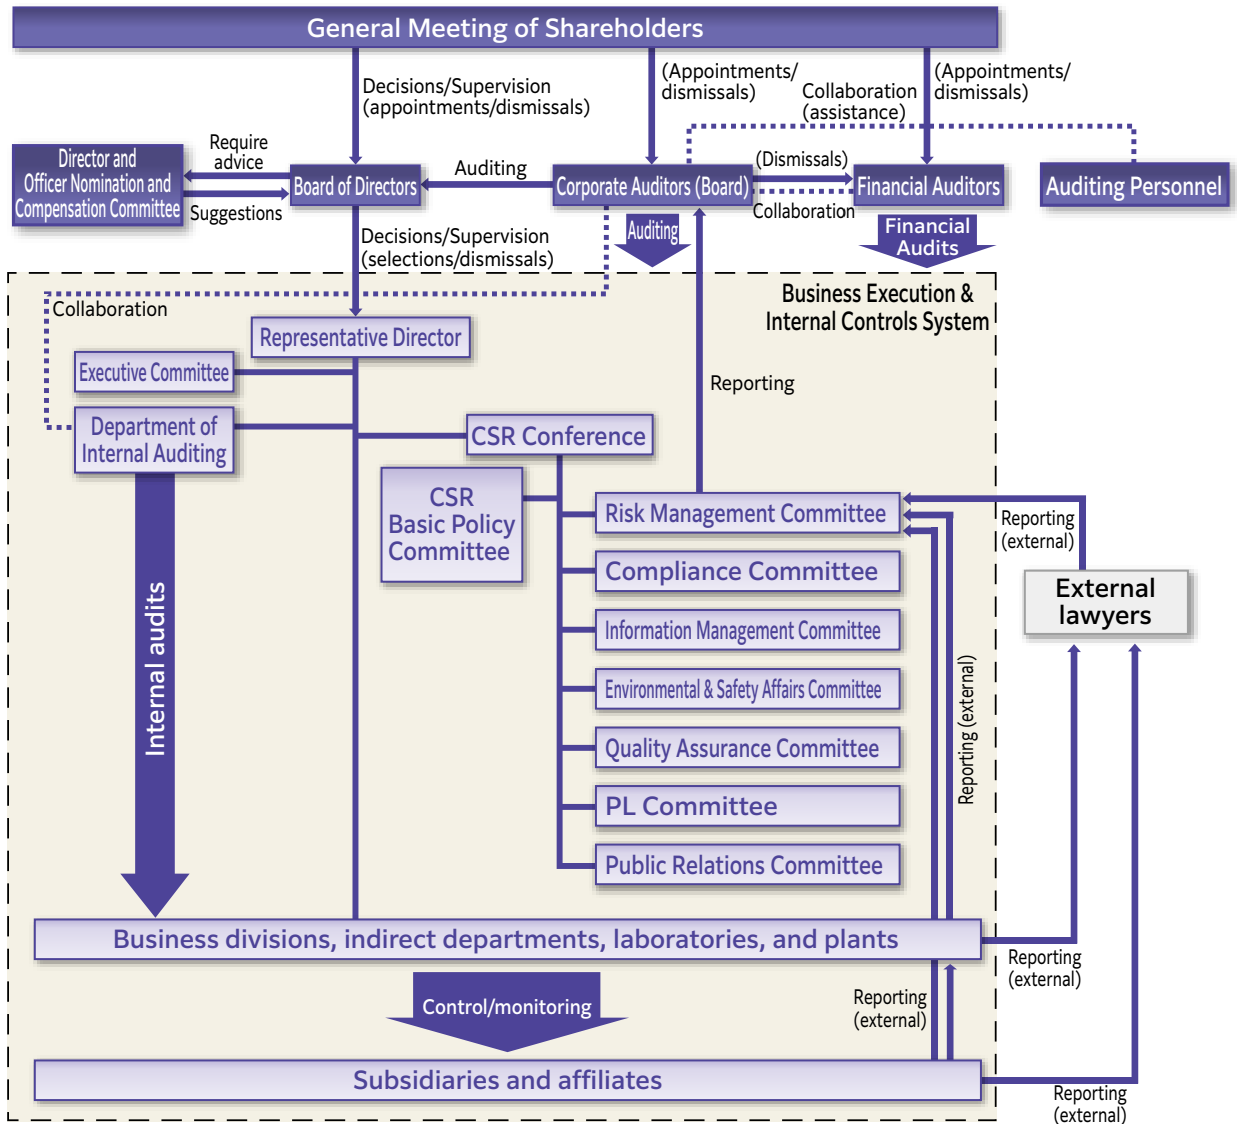 General Meeting of Shareholders
Decisions/Supervision
(appointments/dismissals)
(Appointments/
dismissals)
Collaboration
(assistance)
(Appointments/
dismissals)
Director and
Officer Nomination and
Compensation Committee
Require
advice
Suggestions
Board of Directors
Auditing
Corporate Auditors (Board)
(Dismissals)
Collaboration
Financial Auditors
Auditing Personnel
Decisions/Supervision
(selections/dismissals)
Auditing
Financial
Audits
Business Execution &
Internal Controls System
Collaboration
Representative Director
Executive Committee
Department of
Internal Auditing
Reporting
CSR Conference
CSR
Basic Policy
Committee
Risk Management Committee
Compliance Committee
Information Management Committee
Environmental & Safety Affairs Committee
Quality Assurance Committee
PL Committee
Public Relations Committee
Reporting
(external)
External
lawyers
Internal audits
Reporting (external)
Business divisions, indirect departments, laboratories, and plants
Reporting
(external)
Control/monitoring
Reporting
(external)
Subsidiaries and affiliates
Reporting
(external)